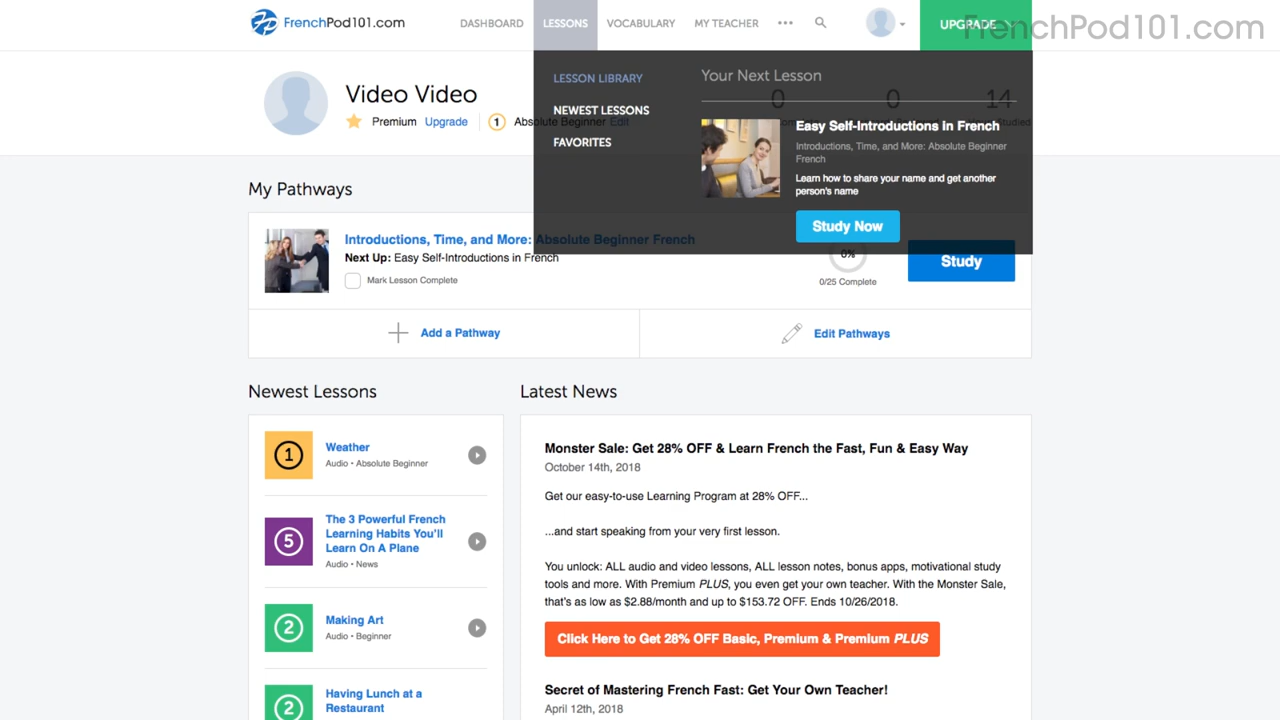 FrenchPod101.com
DASHBOARD
LESSONS
VOCABULARY
MY TEACHER
UPGRADE
FrenchPod101.com
Video Video
Premium Upgrade
1 Absolute Beginner Edit
LESSON LIBRARY
NEWEST LESSONS
FAVORITES
Your Next Lesson
0
0
14
Easy Self-Introductions in French
Introductions, Time, and More: Absolute Beginner
French
Learn how to share your name and get another
person's name
Study Now
My Pathways
Introductions, Time, and More: Absolute Beginner French
Next Up: Easy Self-Introductions in French
Mark Lesson Complete
0%
0/25 Complete
Study
Add a Pathway
Edit Pathways
Newest Lessons
1
Weather
Audio • Absolute Beginner
5
The 3 Powerful French
Learning Habits You'll
Learn On A Plane
Audio • News
2
Making Art
Audio • Beginner
2
Having Lunch at a
Restaurant
Latest News
Monster Sale: Get 28% OFF & Learn French the Fast, Fun & Easy Way
October 14th, 2018
Get our easy-to-use Learning Program at 28% OFF...
...and start speaking from your very first lesson.
You unlock: ALL audio and video lessons, ALL lesson notes, bonus apps, motivational study
tools and more. With Premium PLUS, you even get your own teacher. With the Monster Sale,
that's as low as $2.88/month and up to $153.72 OFF. Ends 10/26/2018.
Click Here to Get 28% OFF Basic, Premium & Premium PLUS
Secret of Mastering French Fast: Get Your Own Teacher!
April 12th, 2018